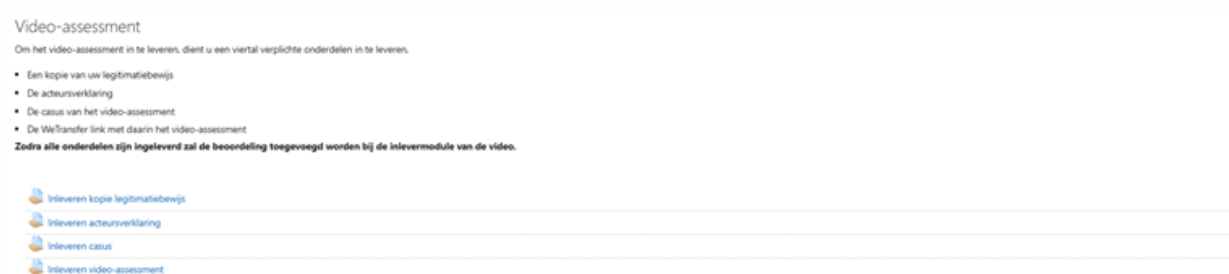 Video-assessment
Om het video-assessment in te leveren, dient u een viertal verplichte onderdelen in te leveren.
• Een kopie van uw legitimatiebewijs
• De acteursverklaring
• De casus van het video-assessment
• De WeTransfer link met daarin het video-assessment
Zodra alle onderdelen zijn ingeleverd zal de beoordeling toegevoegd worden bij de inlevermodule van de video.
Inleveren kopie legitimatiebewijs
Inleveren acteursverklaring
Inleveren casus
Inleveren video-assessment